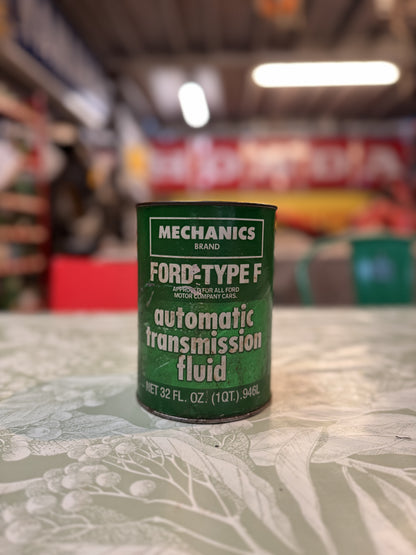 HONDA
MECHANICS
BRAND
FORD-TYPE F
APPROVED FOR ALL FORD
MOTOR COMPANY CARS.
automatic
transmission
fluid
NET 32 FL. OZ. (1QT.) .946L